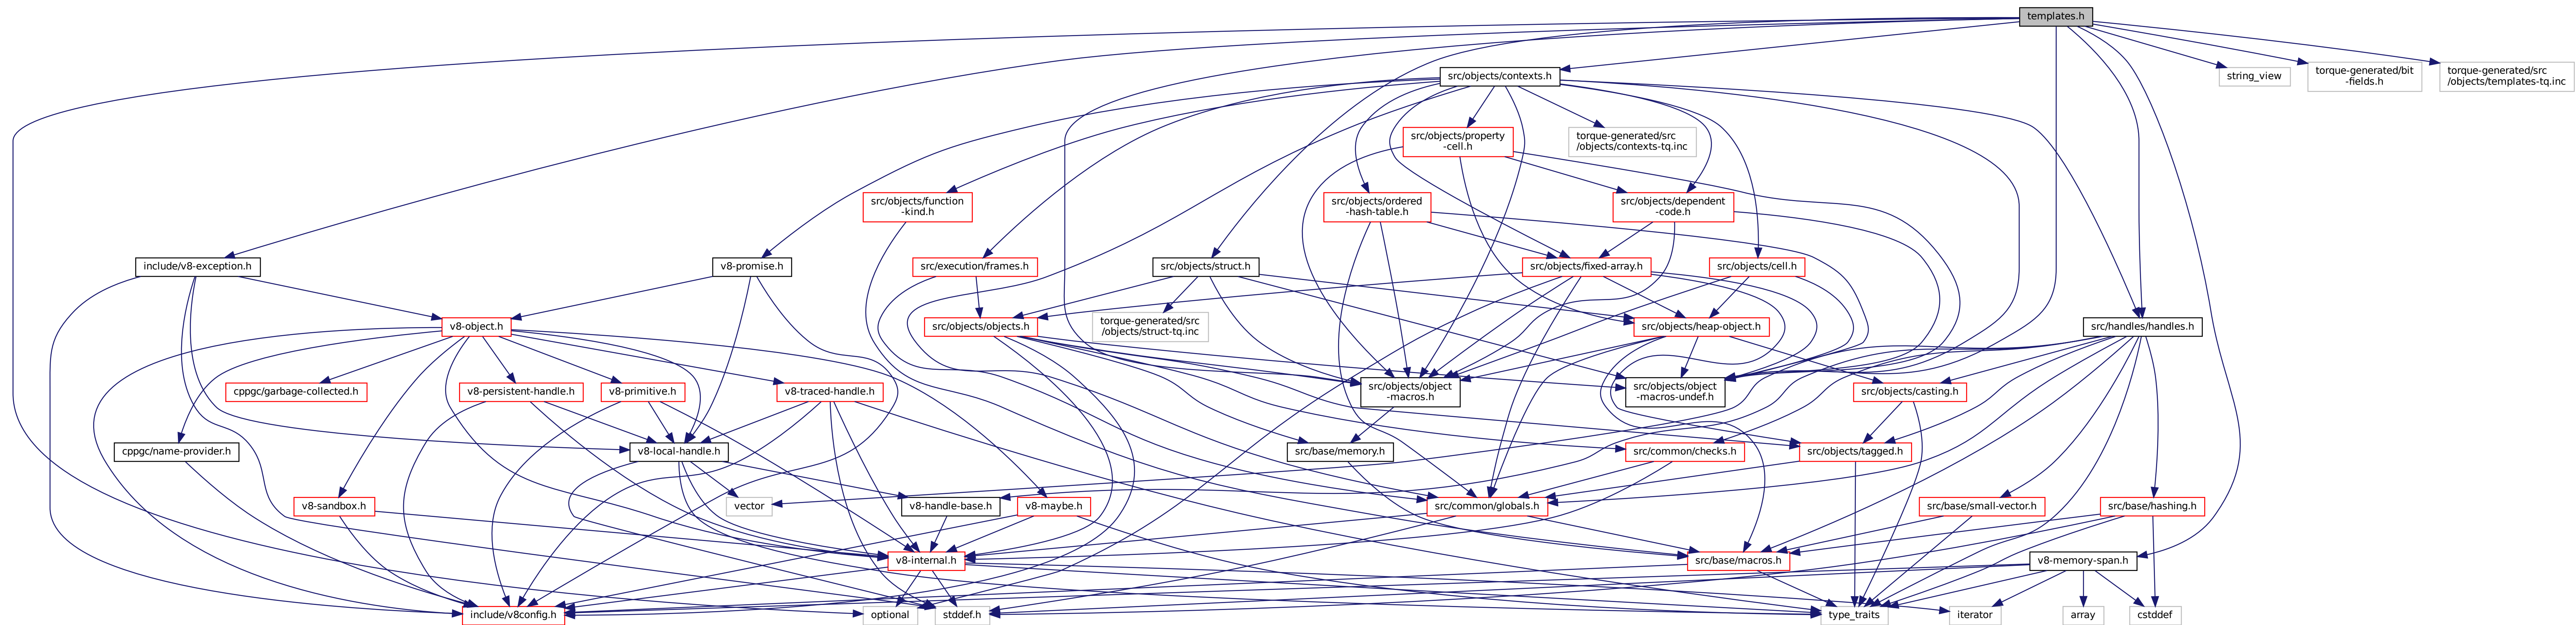 templates.h
src/objects/contexts.h
string_view
torque-generated/bit
-fields.h
torque-generated/src
/objects/templates-tq.inc
src/objects/property
-cell.h
torque-generated/src
/objects/contexts-tq.inc
src/objects/function
-kind.h
src/objects/ordered
-hash-table.h
src/objects/dependent
-code.h
include/v8-exception.h
v8-promise.h
src/execution/frames.h
src/objects/struct.h
src/objects/fixed-array.h
src/objects/cell.h
v8-object.h
src/objects/objects.h
torque-generated/src
/objects/struct-tq.inc
src/objects/heap-object.h
src/handles/handles.h
cppgc/garbage-collected.h
v8-persistent-handle.h
v8-primitive.h
v8-traced-handle.h
src/objects/object
-macros.h
src/objects/object
-macros-undef.h
src/objects/casting.h
cppgc/name-provider.h
v8-local-handle.h
src/base/memory.h
src/common/checks.h
src/objects/tagged.h
v8-sandbox.h
vector
v8-handle-base.h
v8-maybe.h
src/common/globals.h
src/base/small-vector.h
src/base/hashing.h
v8-internal.h
src/base/macros.h
v8-memory-span.h
include/v8config.h
optional
stddef.h
type_traits
iterator
array
cstddef